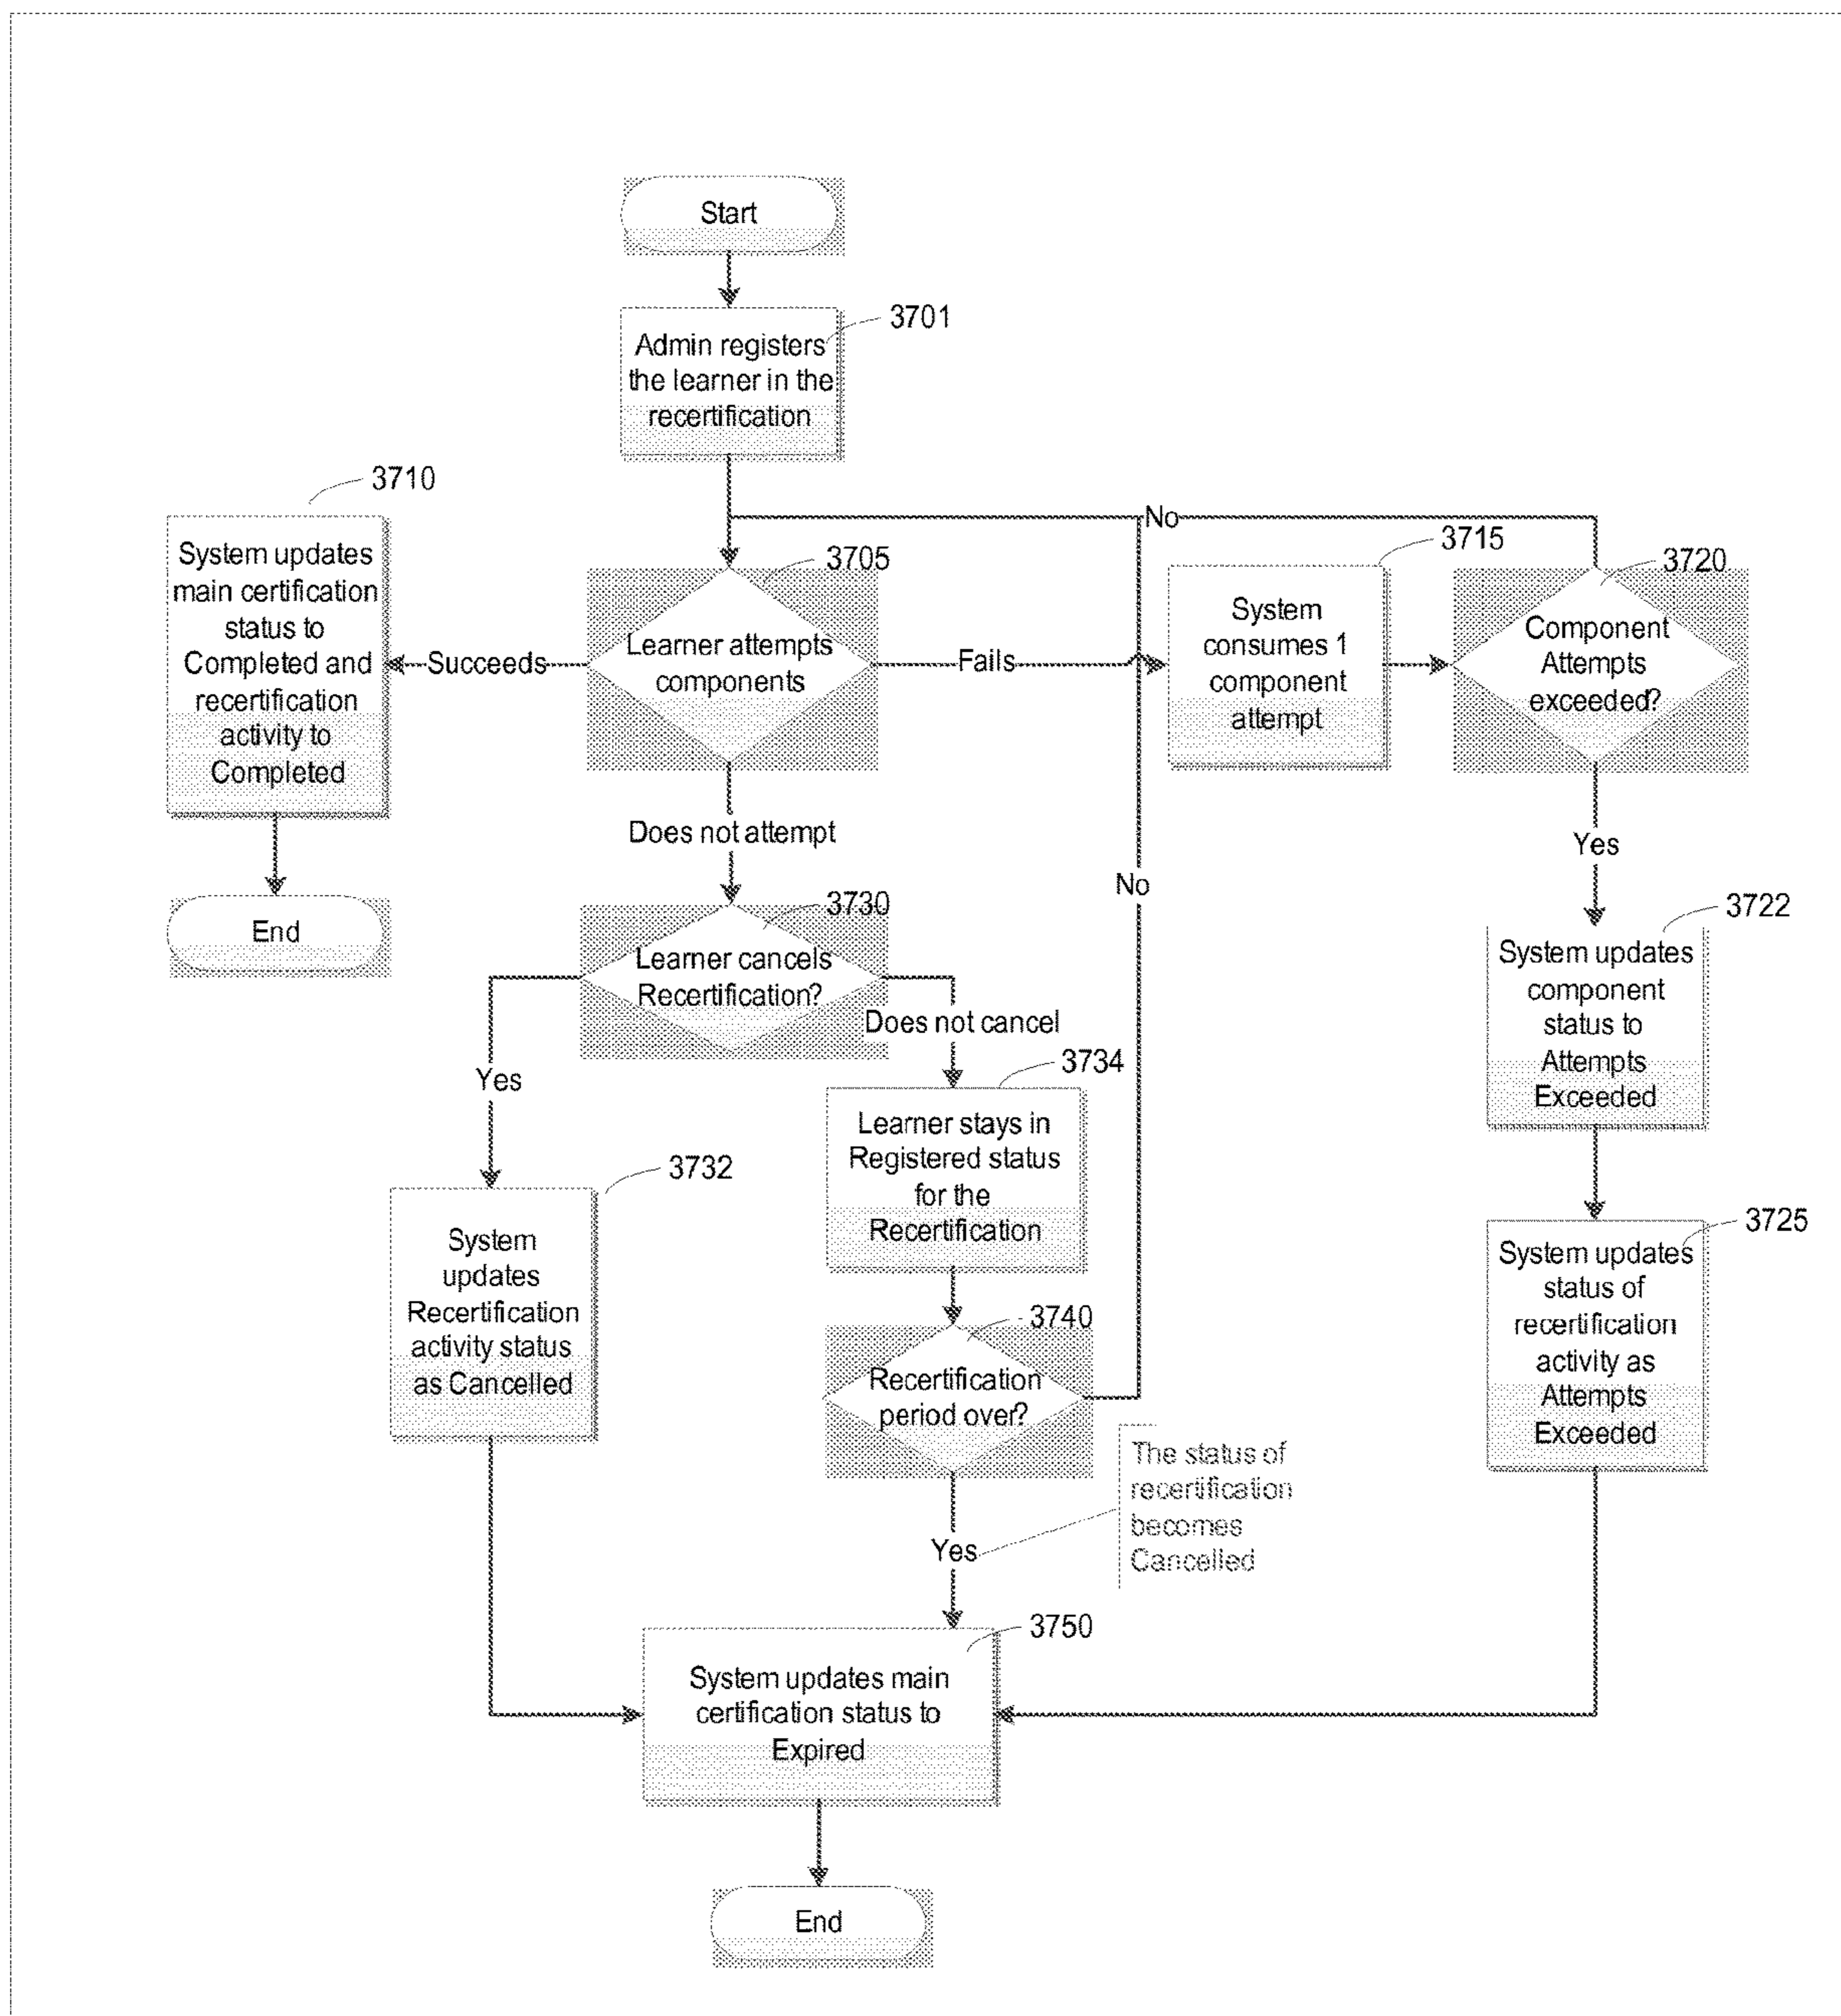 Start
3701
Admin registers
the learner in the
recertification
3710
System updates
main certification
status to
Completed and
recertification
activity to
Completed
End
Succeeds
3705
Learner attempts
components
Fails
No
3715
System
consumes 1
component
attempt
3720
Component
Attempts
exceeded?
Does not attempt
Yes
3730
Learner cancels
Recertification?
No
3722
System updates
component
status to
Attempts
Exceeded
Does not cancel
Yes
3734
Learner stays in
Registered status
for the
Recertification
3732
System
updates
Recertification
activity status
as Cancelled
3725
System updates
status of
recertification
activity as
Attempts
Exceeded
3740
Recertification
period over?
The status of
recertification
becomes
Cancelled
Yes
3750
System updates main
certification status to
Expired
End